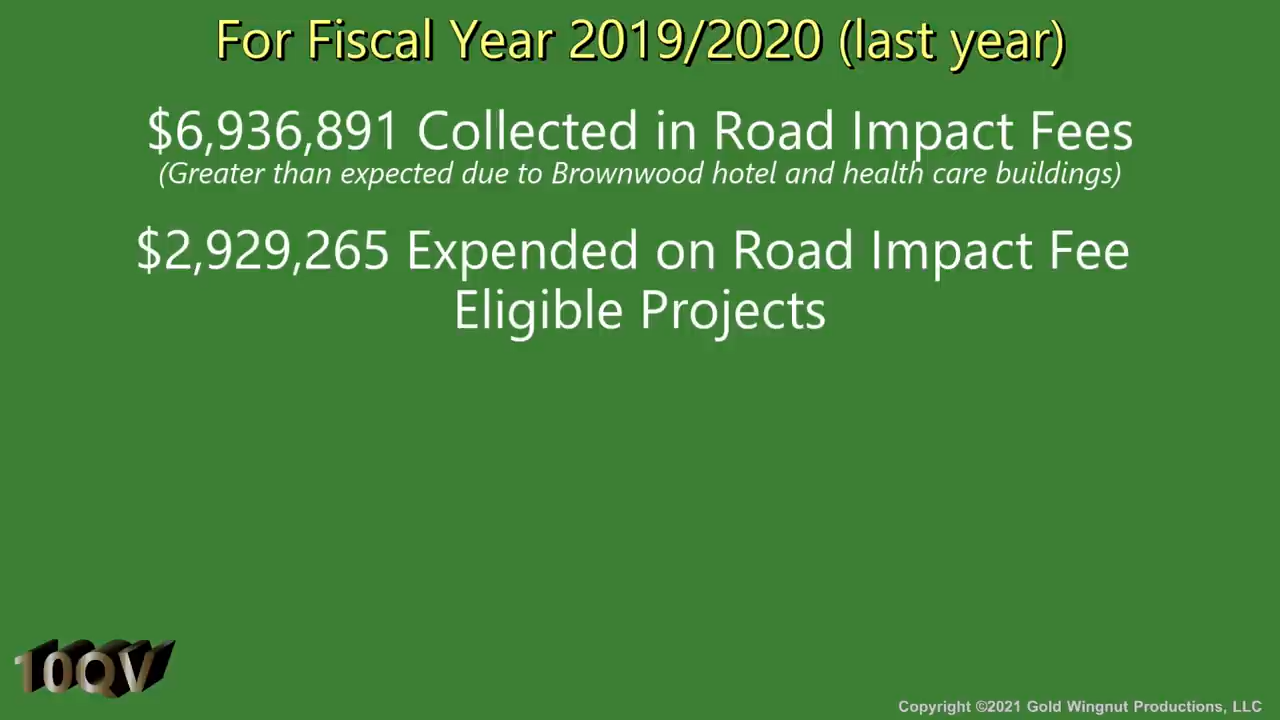 For Fiscal Year 2019/2020 (last year)
$6,936,891 Collected in Road Impact Fees
(Greater than expected due to Brownwood hotel and health care buildings)
$2,929,265 Expended on Road Impact Fee
Eligible Projects
10QV
Copyright ©2021 Gold Wingnut Productions, LLC